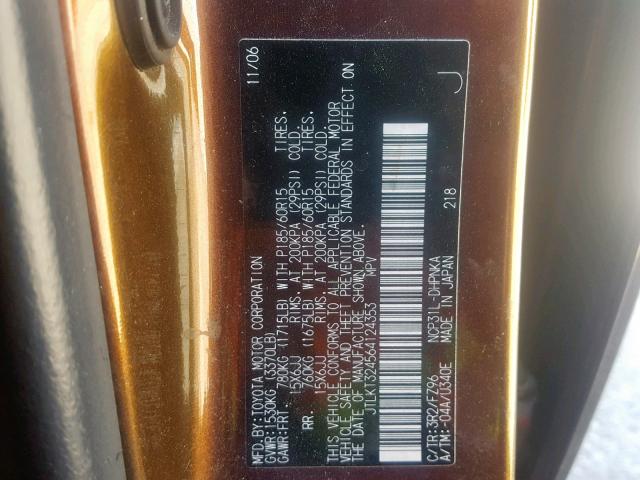 MFD.BY:TOYOTA MOTOR CORPORATION 11/06
GVWR:1530KG (3370LB)
GAWR:FRT. 780KG (1715LB) WITH P185/60R15 TIRES.
15X6JJ RIMS. AT 200KPA (29PSI) COLD.
RR. 760KG (1675LB) WITH P185/60R15 TIRES.
15X6JJ RIMS. AT 200KPA (29PSI) COLD.
THIS VEHICLE CONFORMS TO ALL APPLICABLE FEDERAL MOTOR
VEHICLE SAFETY AND THEFT PREVENTION STANDARDS IN EFFECT ON
THE DATE OF MANUFACTURE SHOWN ABOVE.
JTLKT324564124353 MPV
C/TR:3R2/FZ96 NCP31L-DHPNKA 218
A/TM:-04A/U340E MADE IN JAPAN J